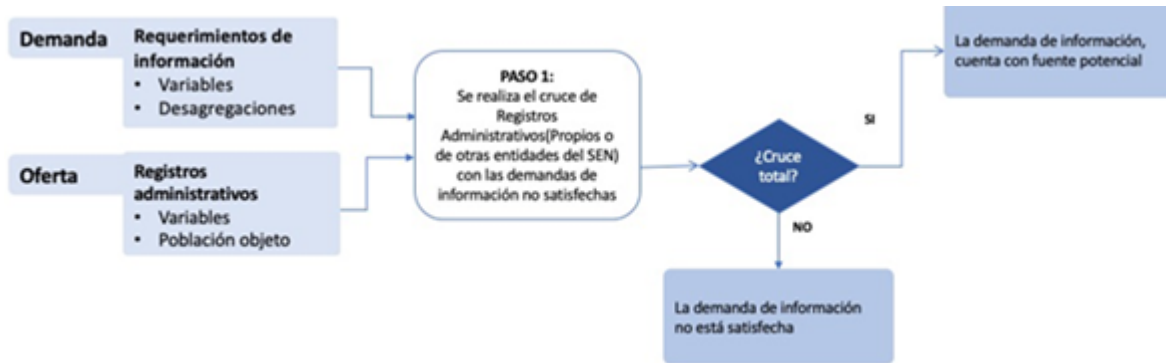 Demanda
Requerimientos de
información
• Variables
• Desagregaciones
Oferta
Registros
administrativos
• Variables
• Población objeto
PASO 1:
Se realiza el cruce de
Registros
Administrativos(Propios o
de otras entidades del SEN)
con las demandas de
información no satisfechas
¿Cruce
total?
SI
La demanda de información,
cuenta con fuente potencial
NO
La demanda de información
no está satisfecha